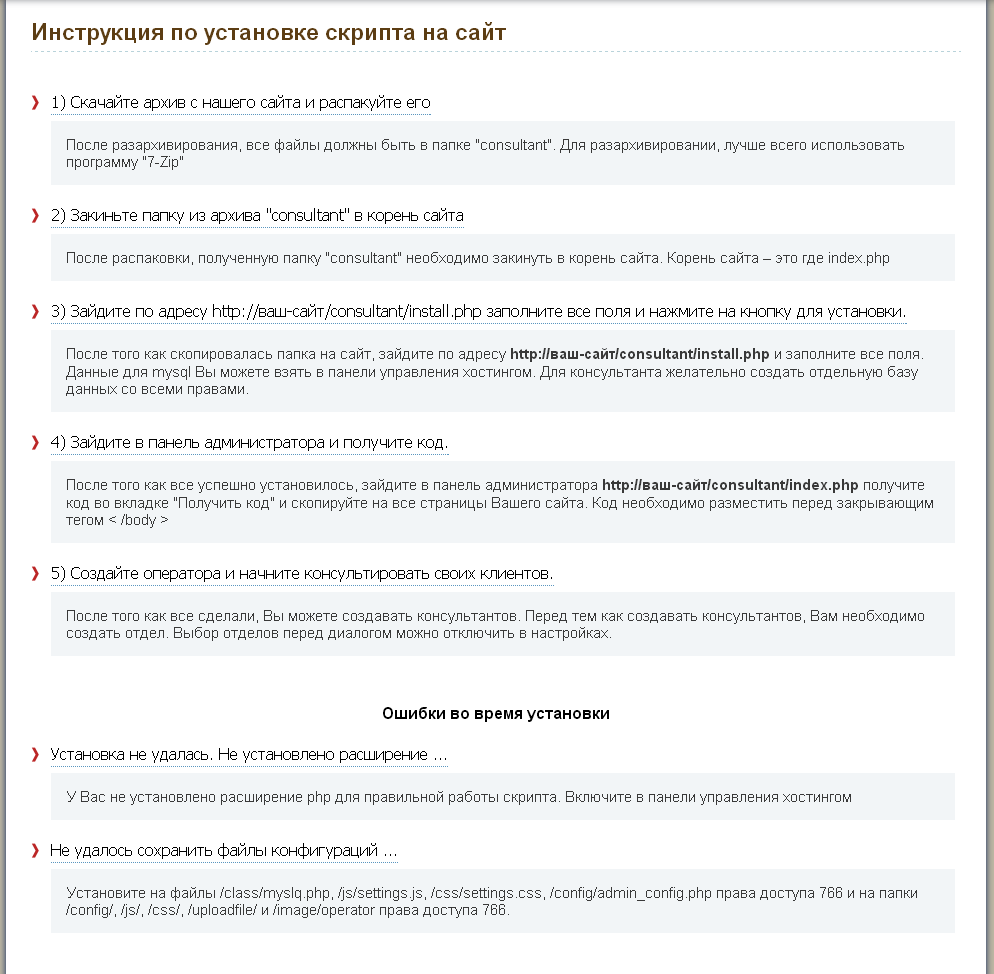 Инструкция по установке скрипта на сайт
1) Скачайте архив с нашего сайта и распакуйте его
После разархивирования, все файлы должны быть в папке "consultant". Для разархивировании, лучше всего использовать
программу "7-Zip"
2) Закиньте папку из архива "consultant" в корень сайта
После распаковки, полученную папку "consultant" необходимо закинуть в корень сайта. Корень сайта – это где index.php
3) Зайдите по адресу http://ваш-сайт/consultant/install.php заполните все поля и нажмите на кнопку для установки.
После того как скопировалась папка на сайт, зайдите по адресу http://ваш-сайт/consultant/install.php и заполните все поля.
Данные для mysql Вы можете взять в панели управления хостингом. Для консультанта желательно создать отдельную базу
данных со всеми правами.
4) Зайдите в панель администратора и получите код.
После того как все успешно установилось, зайдите в панель администратора http://ваш-сайт/consultant/index.php получите
код во вкладке "Получить код" и скопируйте на все страницы Вашего сайта. Код необходимо разместить перед закрывающим
тегом < /body >
5) Создайте оператора и начните консультировать своих клиентов.
После того как все сделали, Вы можете создавать консультантов. Перед тем как создавать консультантов, Вам необходимо
создать отдел. Выбор отделов перед диалогом можно отключить в настройках.
Ошибки во время установки
Установка не удалась. Не установлено расширение ...
У Вас не установлено расширение php для правильной работы скрипта. Включите в панели управления хостингом
Не удалось сохранить файлы конфигураций ...
Установите на файлы /class/myslq.php, /js/settings.js, /css/settings.css, /config/admin_config.php права доступа 766 и на папки
/config/, /js/, /css/, /uploadfile/ и /image/operator права доступа 766.